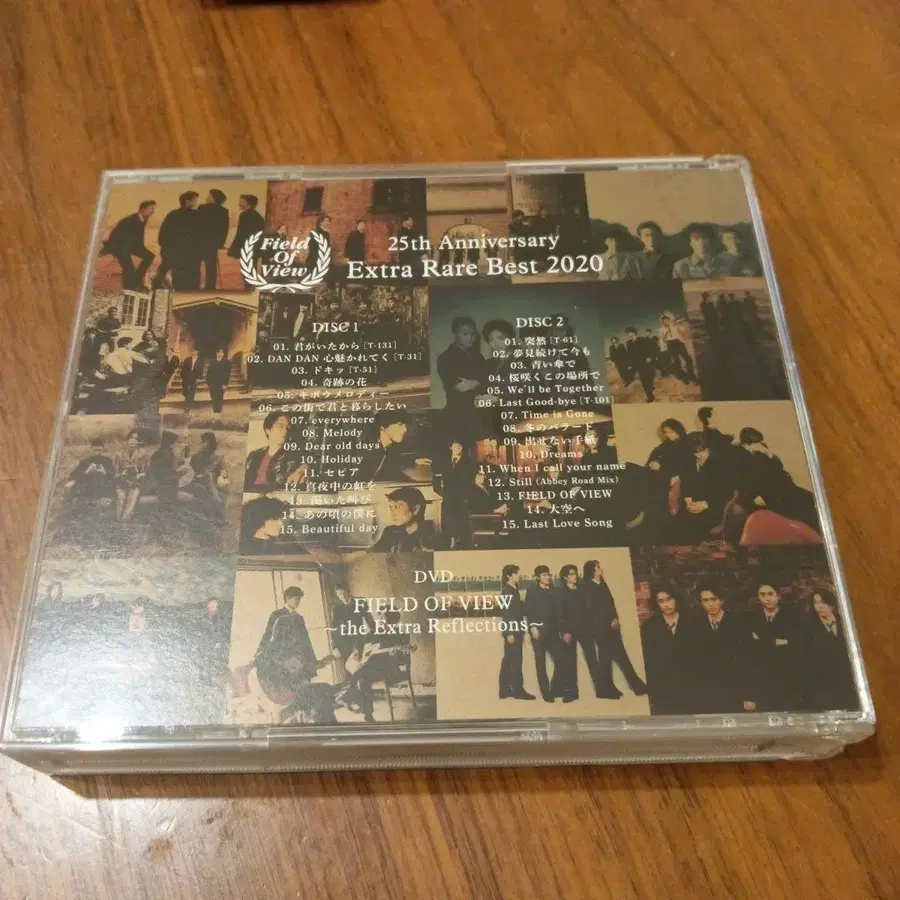 Field
Of
View
25th Anniversary
Extra Rare Best 2020
DISC 1
01. 君がいたから [T-131]
02. DAN DAN 心魅かれてく [T-31]
03. ドキッ [T-51]
04. 奇跡の花
05. キボウメロディー
06. この街で君と暮らしたい
07. everywhere
08. Melody
09. Dear old days
10. Holiday
11. セピア
12. 真夜中の虹を
13. 渇いた叫び
14. あの頃の僕に
15. Beautiful day
DISC 2
01. 突然 [T-61]
02. 夢見続けて今も
03. 青い傘で
04. 桜咲くこの場所で
05. We'll be Together
06. Last Good-bye [T-101]
07. Time is Gone
08. 冬のバラード
09. 出せない手紙
10. Dreams
11. When I call your name
12. Still (Abbey Road Mix)
13. FIELD OF VIEW
14. 大空へ
15. Last Love Song
DVD
FIELD OF VIEW
~the Extra Reflections~